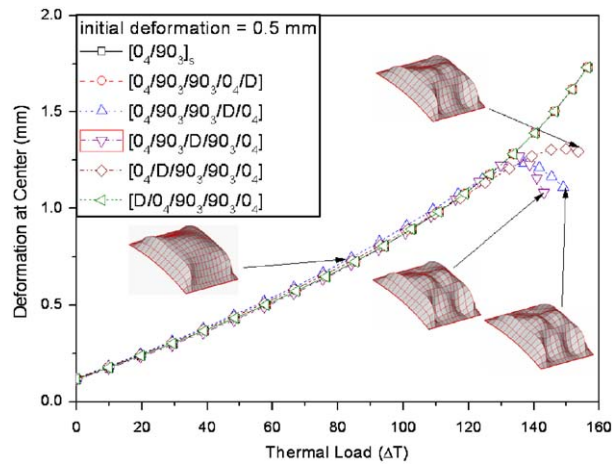 initial deformation = 0.5 mm
[0₄/90₃]ₛ
[0₄/90₃/90₃/0₄/D]
[0₄/90₃/90₃/D/0₄]
[0₄/90₃/D/90₃/0₄]
[0₄/D/90₃/90₃/0₄]
[D/0₄/90₃/90₃/0₄]
2.0
1.5
1.0
0.5
0.0
Deformation at Center (mm)
0 20 40 60 80 100 120 140 160
Thermal Load (ΔT)